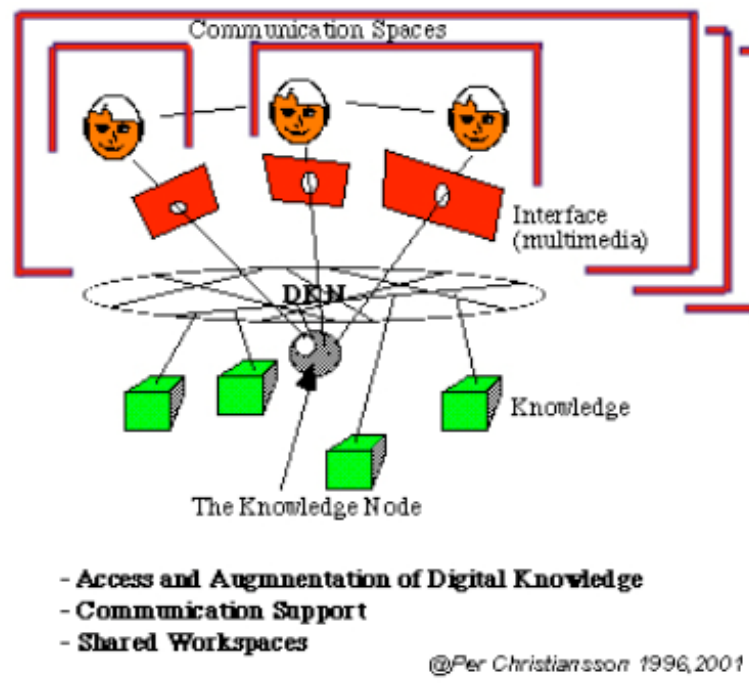 Communication Spaces
Interface
(multimedia)
DKN
Knowledge
The Knowledge Node
- Access and Augmnentation of Digital Knowledge
- Communication Support
- Shared Workspaces
@Per Christiansson 1996,2001